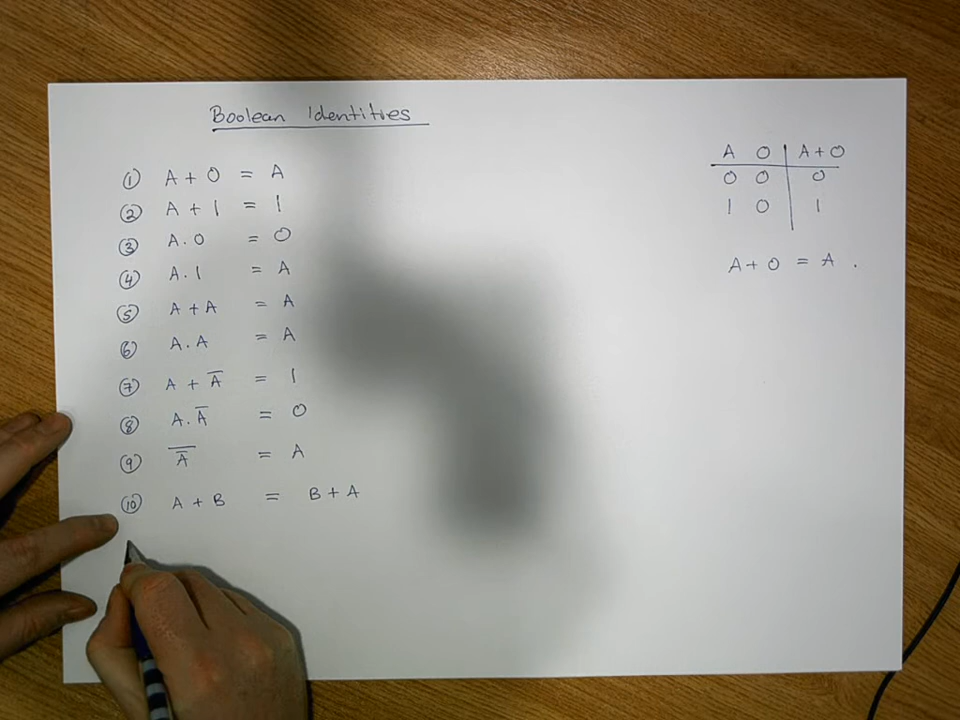 Boolean Identities
① A + 0 = A
② A + 1 = 1
③ A . 0 = 0
④ A . 1 = A
⑤ A + A = A
⑥ A . A = A
⑦ A + A̅ = 1
⑧ A . A̅ = 0
⑨ A̿ = A
⑩ A + B = B + A
A 0 | A + 0
0 0 | 0
1 0 | 1
A + 0 = A .